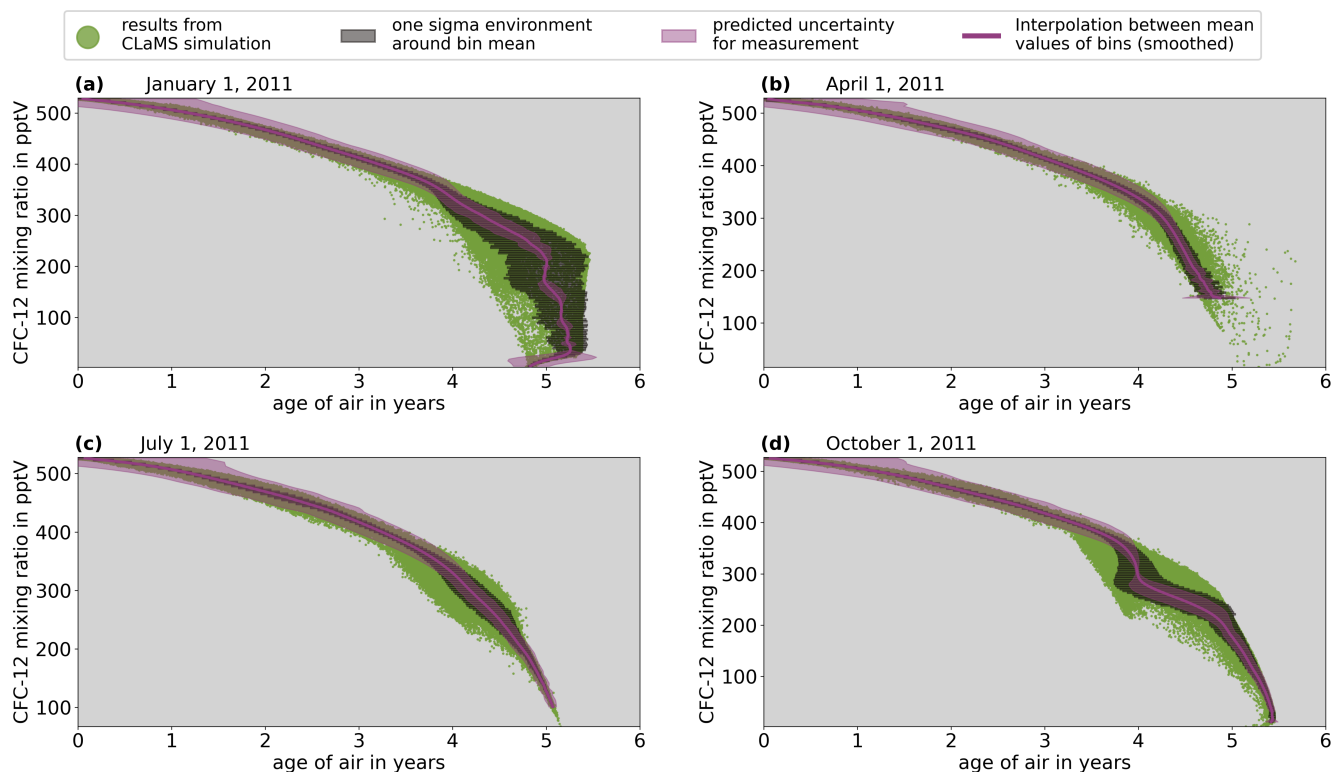 results from
CLaMS simulation
one sigma environment
around bin mean
predicted uncertainty
for measurement
Interpolation between mean
values of bins (smoothed)
(a) January 1, 2011
CFC-12 mixing ratio in pptV
500
400
300
200
100
0 1 2 3 4 5 6
age of air in years
(b) April 1, 2011
CFC-12 mixing ratio in pptV
500
400
300
200
100
0 1 2 3 4 5 6
age of air in years
(c) July 1, 2011
CFC-12 mixing ratio in pptV
500
400
300
200
100
0 1 2 3 4 5 6
age of air in years
(d) October 1, 2011
CFC-12 mixing ratio in pptV
500
400
300
200
100
0 1 2 3 4 5 6
age of air in years